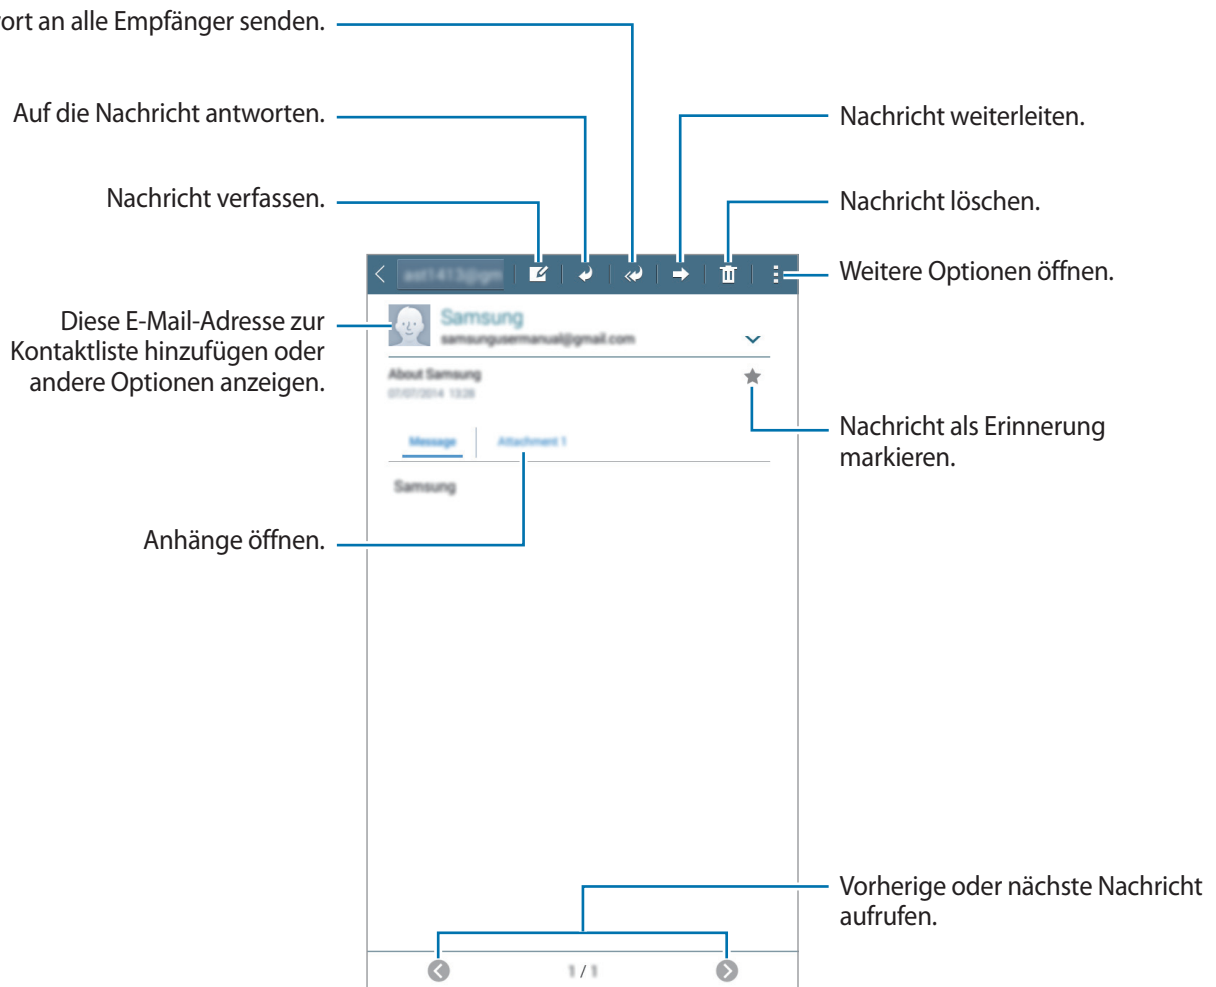 ort an alle Empfänger senden.
Auf die Nachricht antworten.
Nachricht weiterleiten.
Nachricht verfassen.
Nachricht löschen.
Weitere Optionen öffnen.
Diese E-Mail-Adresse zur
Kontaktliste hinzufügen oder
andere Optionen anzeigen.
Samsung
samsungusermanual@gmail.com
About Samsung
07/07/2014 13:28
Nachricht als Erinnerung
markieren.
Message Attachment 1
Samsung
Anhänge öffnen.
Vorherige oder nächste Nachricht
aufrufen.
1 / 1